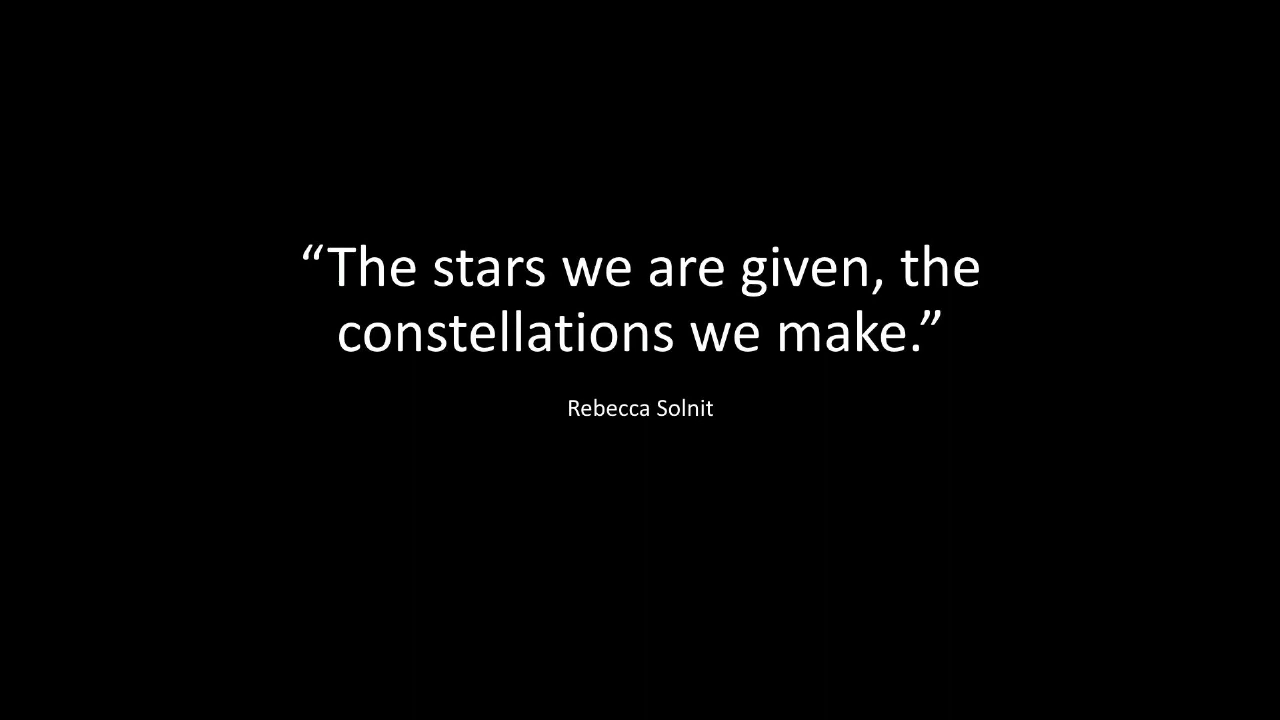 “The stars we are given, the
constellations we make.”
Rebecca Solnit